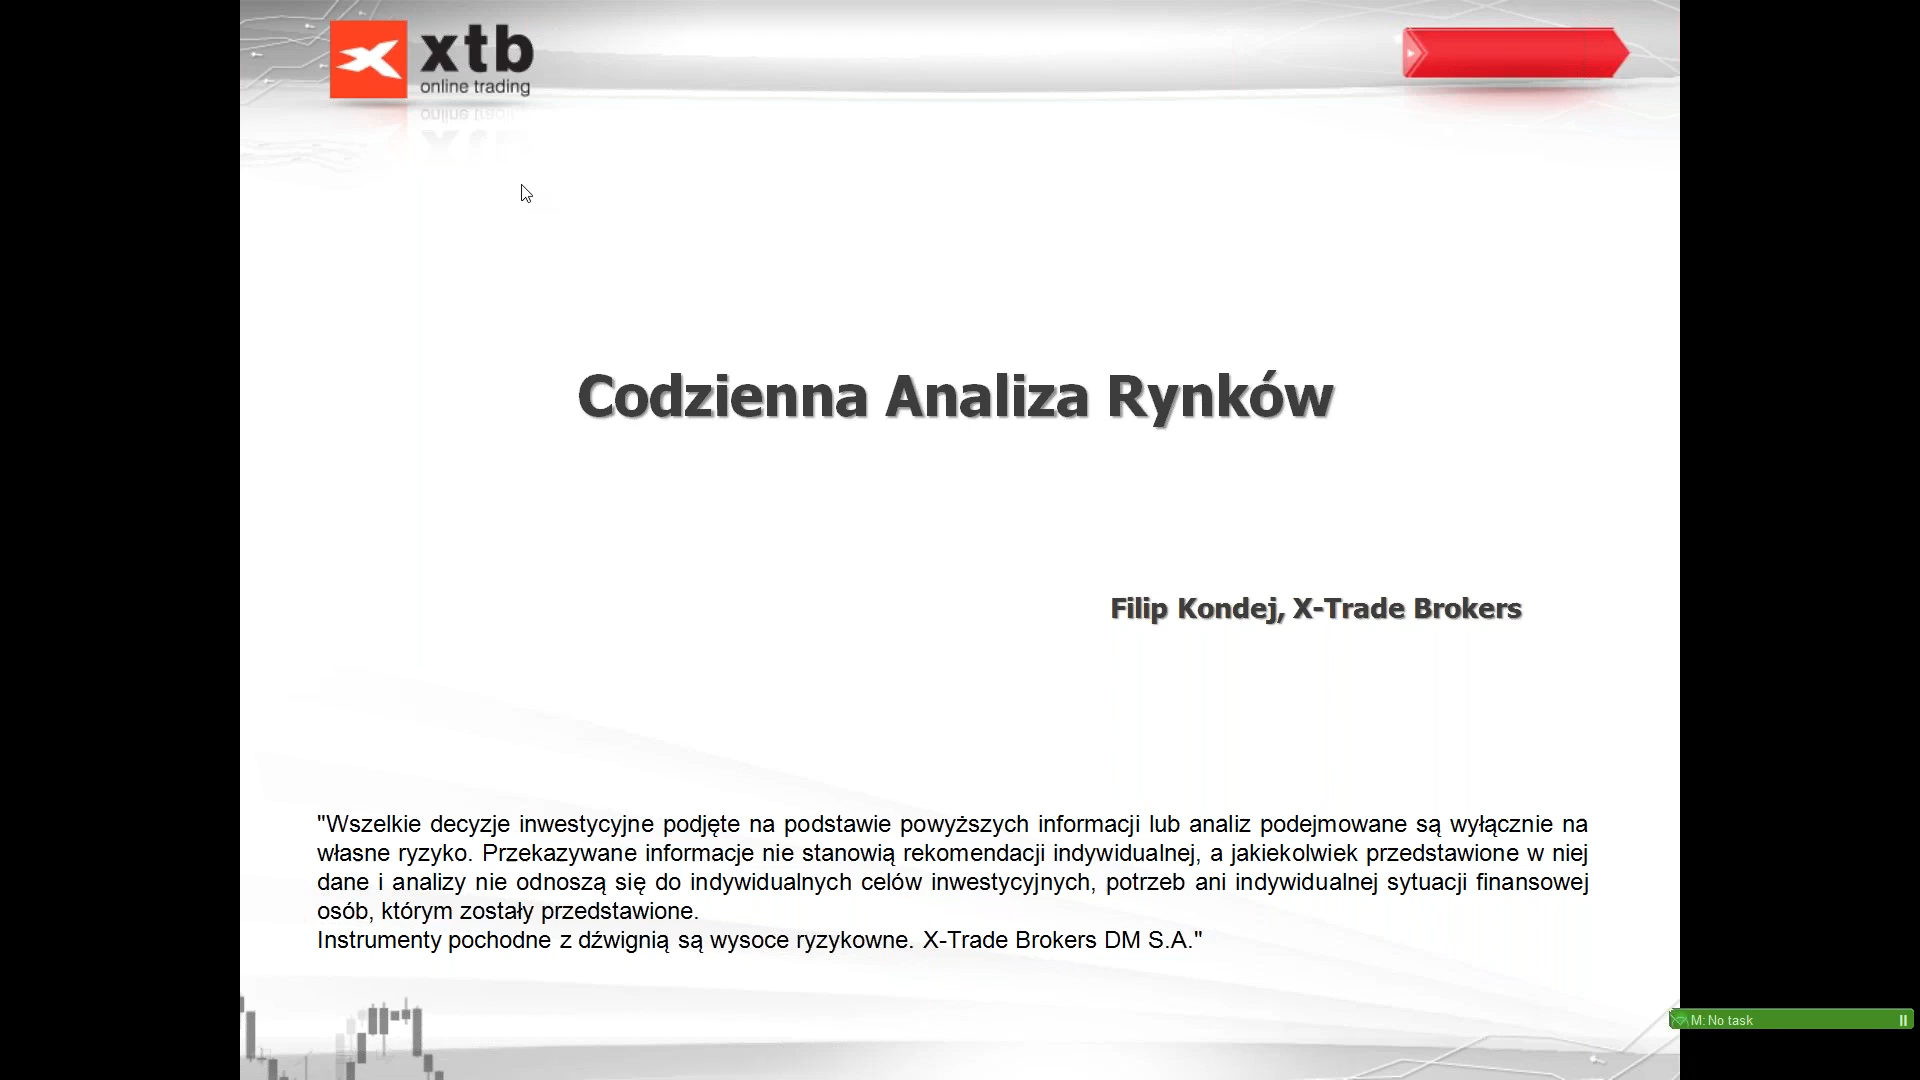 xtb
online trading
Codzienna Analiza Rynków
Filip Kondej, X-Trade Brokers
"Wszelkie decyzje inwestycyjne podjęte na podstawie powyższych informacji lub analiz podejmowane są wyłącznie na
własne ryzyko. Przekazywane informacje nie stanowią rekomendacji indywidualnej, a jakiekolwiek przedstawione w niej
dane i analizy nie odnoszą się do indywidualnych celów inwestycyjnych, potrzeb ani indywidualnej sytuacji finansowej
osób, którym zostały przedstawione.
Instrumenty pochodne z dźwignią są wysoce ryzykowne. X-Trade Brokers DM S.A."
M: No task